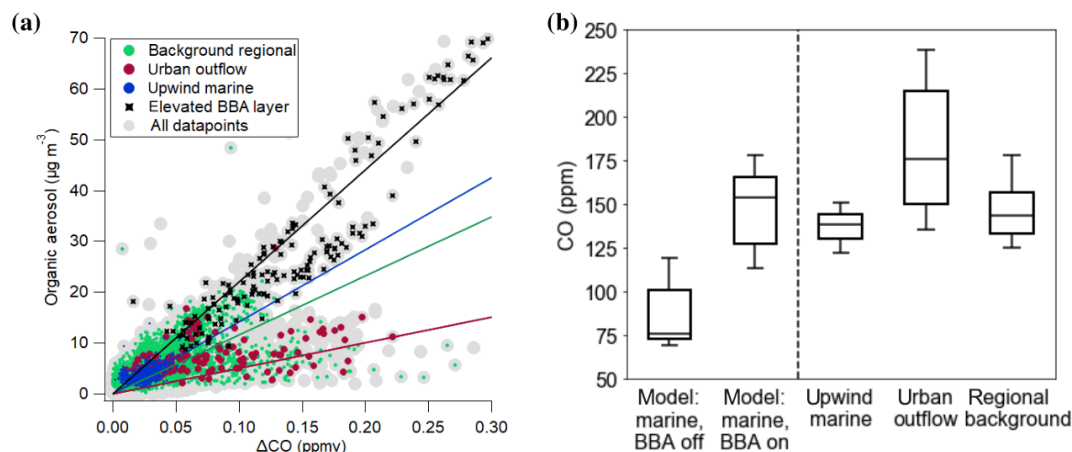 (a)
70
60
50
40
30
20
10
0
Organic aerosol (µg m⁻³)
Background regional
Urban outflow
Upwind marine
Elevated BBA layer
All datapoints
0.00 0.05 0.10 0.15 0.20 0.25 0.30
ΔCO (ppmv)
(b)
250
225
200
175
150
125
100
75
50
CO (ppm)
Model: marine, BBA off
Model: marine, BBA on
Upwind marine
Urban outflow
Regional background